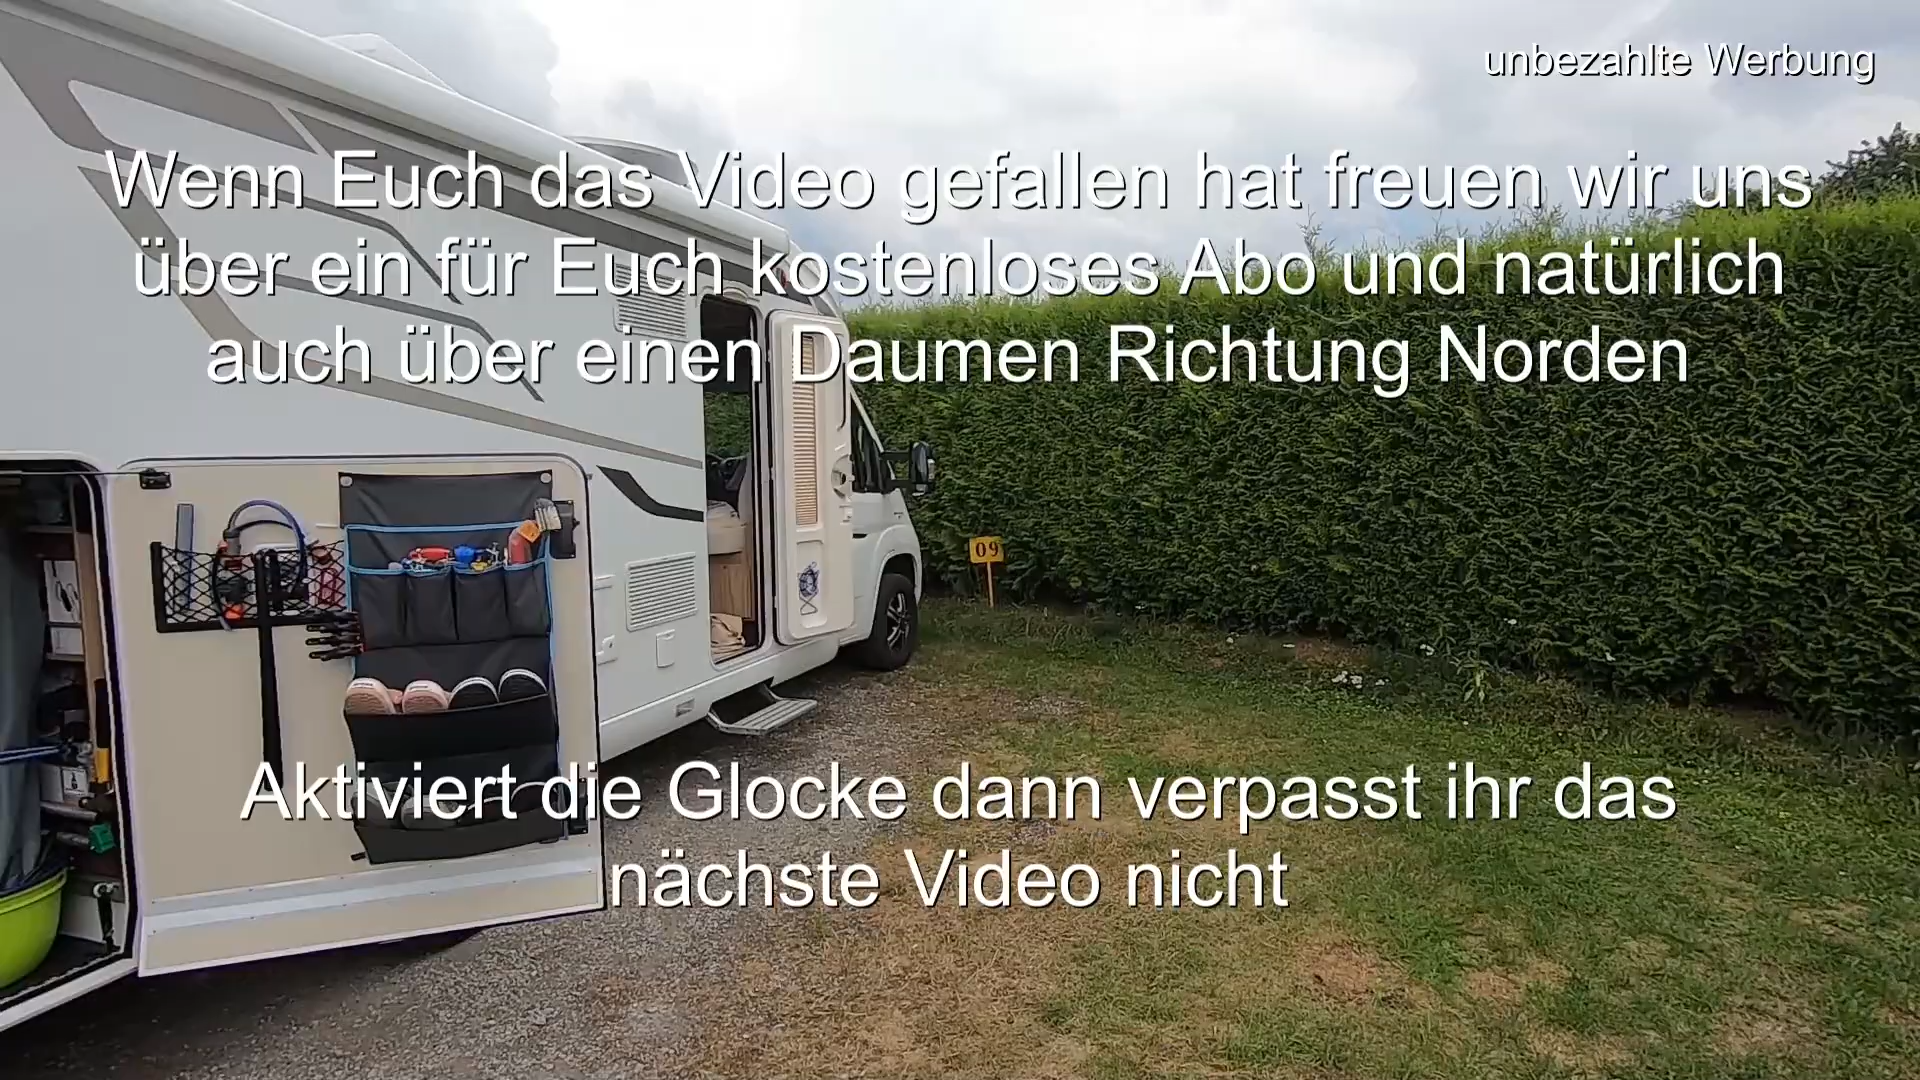 unbezahlte Werbung
Wenn Euch das Video gefallen hat freuen wir uns
über ein für Euch kostenloses Abo und natürlich
auch über einen Daumen Richtung Norden
09
Aktiviert die Glocke dann verpasst ihr das
nächste Video nicht